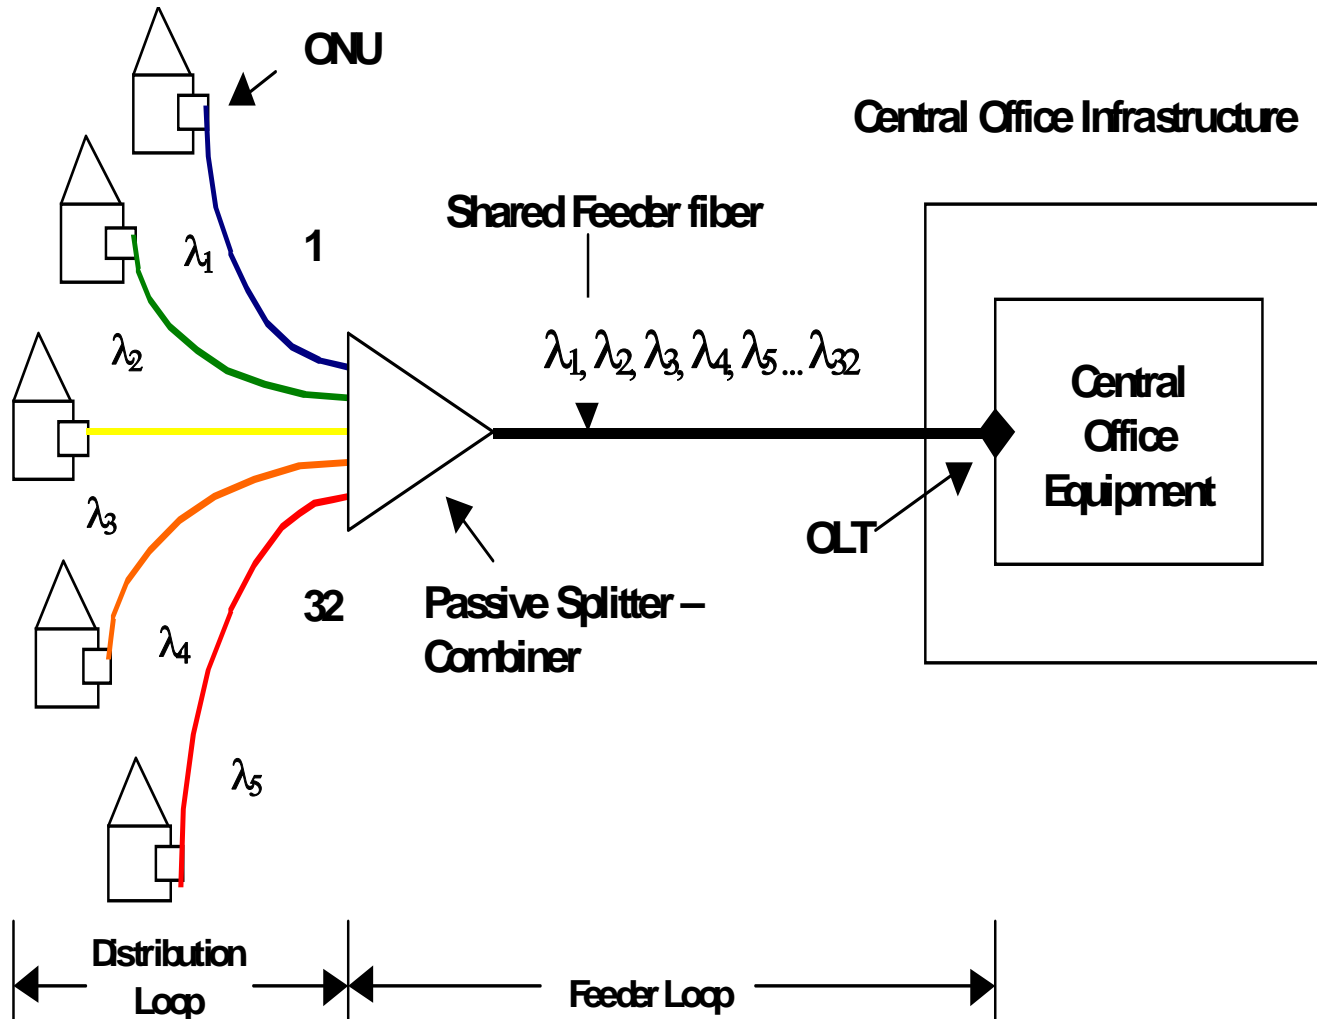 ONU
Central Office Infrastructure
Shared Feeder fiber
λ1
1
λ2
λ1, λ2, λ3, λ4, λ5 ... λ32
Central
Office
Equipment
λ3
OLT
32
Passive Splitter –
Combiner
λ4
λ5
Distribution
Loop
Feeder Loop